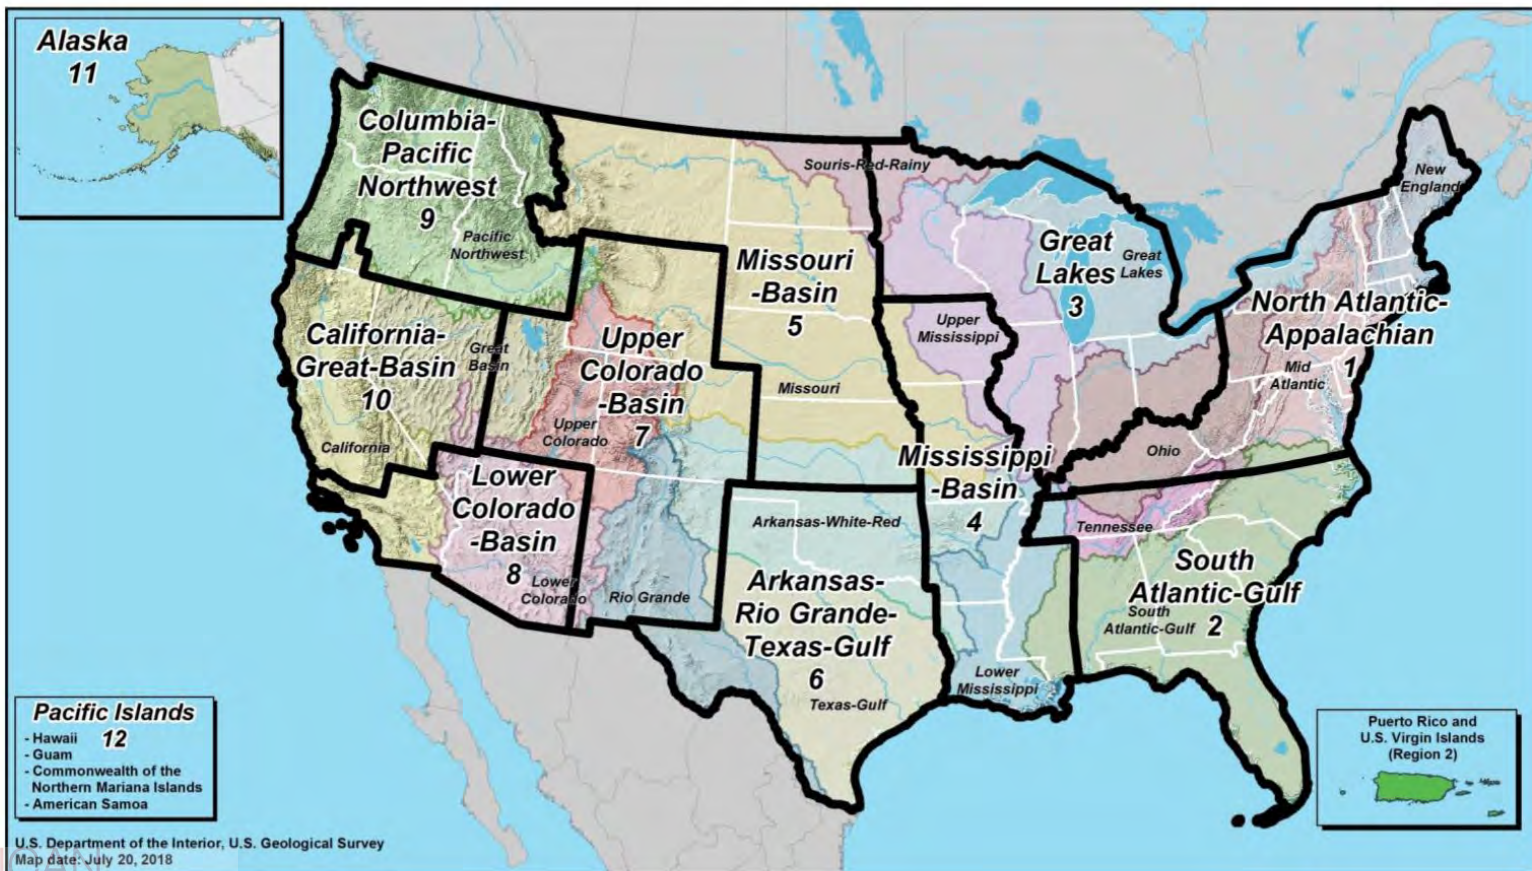 Alaska
11
Columbia-
Pacific
Northwest
9
Pacific
Northwest
Souris-Red-Rainy
New
England
Great
Lakes
3
Great
Lakes
Missouri
-Basin
5
Missouri
North Atlantic-
Appalachian
1
Mid
Atlantic
California-
Great-Basin
10
Great
Basin
California
Upper
Colorado
-Basin
7
Upper
Colorado
Upper
Mississippi
Ohio
Mississippi
-Basin
4
Lower
Colorado
-Basin
8
Lower
Colorado
Rio Grande
Arkansas-White-Red
Tennessee
Arkansas-
Rio Grande-
Texas-Gulf
6
Texas-Gulf
South
Atlantic-Gulf
2
South
Atlantic-Gulf
Lower
Mississippi
Pacific Islands
12
- Hawaii
- Guam
- Commonwealth of the
Northern Mariana Islands
- American Samoa
Puerto Rico and
U.S. Virgin Islands
(Region 2)
U.S. Department of the Interior, U.S. Geological Survey
Map date: July 20, 2018